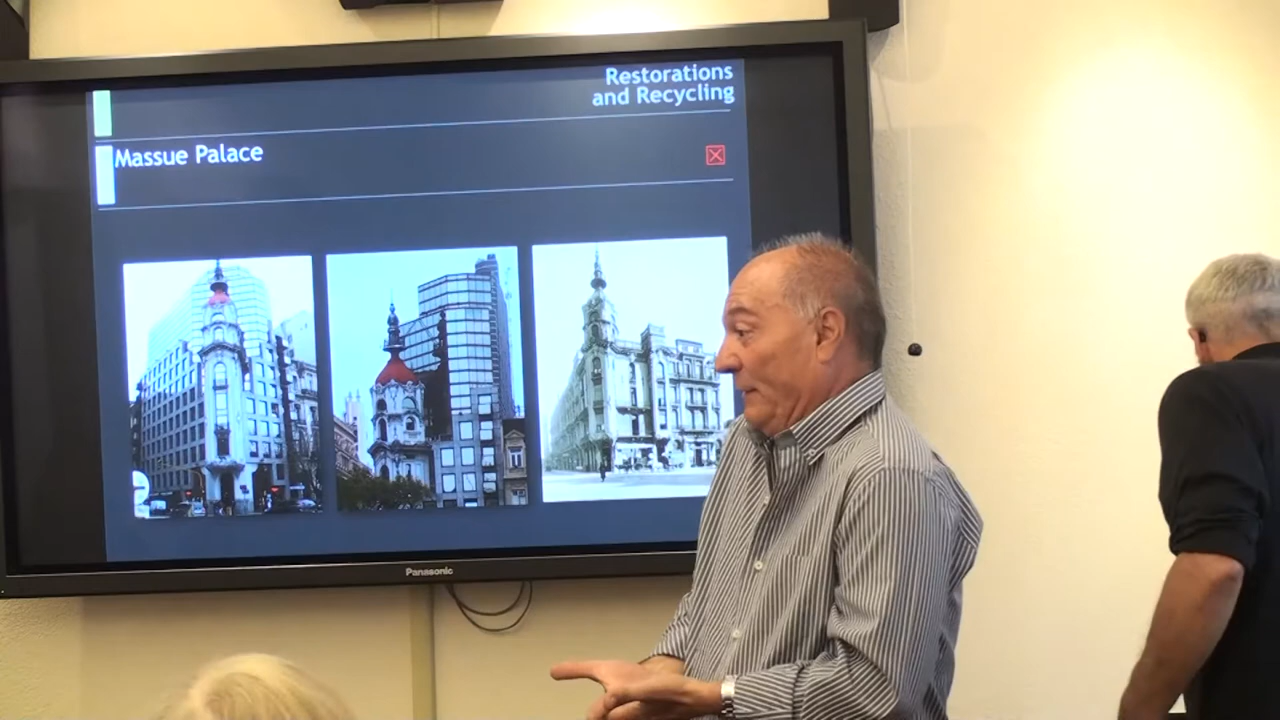 Restorations
and Recycling
Massue Palace
Panasonic